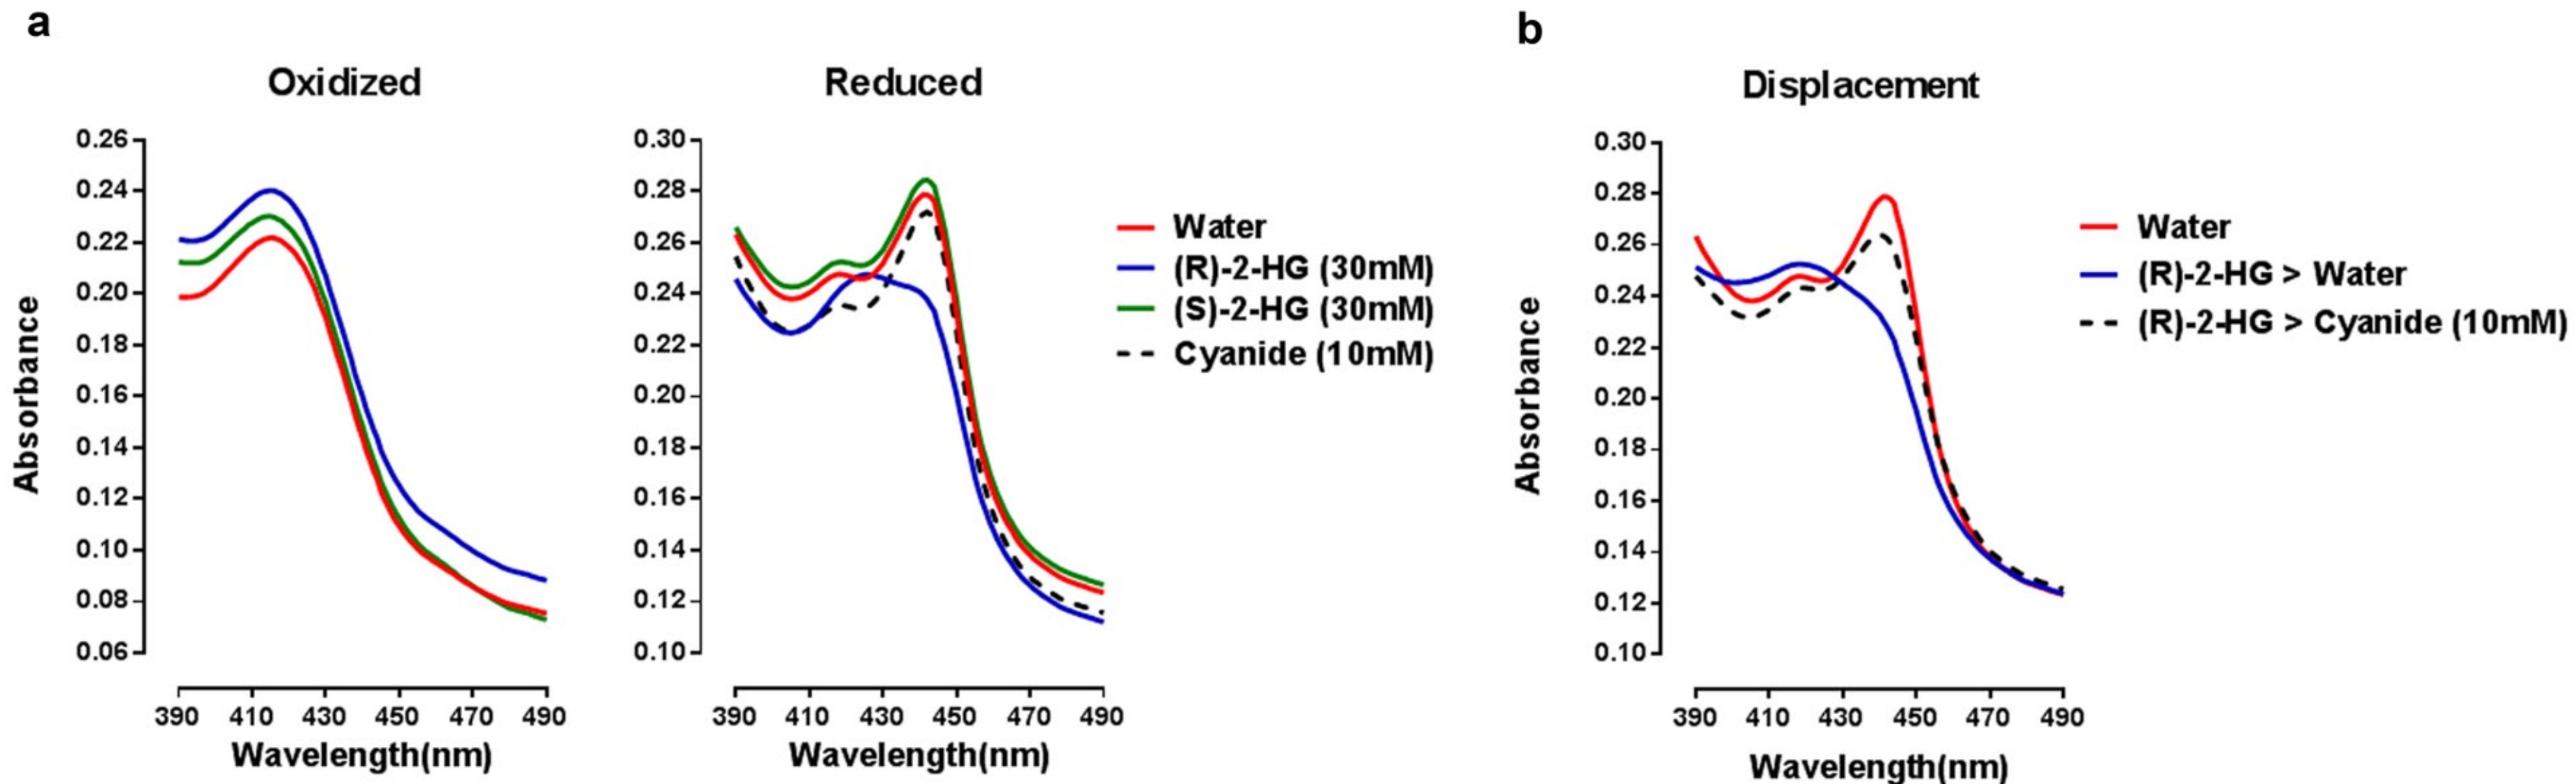 a
Oxidized
Absorbance
0.26
0.24
0.22
0.20
0.18
0.16
0.14
0.12
0.10
0.08
0.06
390 410 430 450 470 490
Wavelength(nm)
Reduced
0.30
0.28
0.26
0.24
0.22
0.20
0.18
0.16
0.14
0.12
0.10
390 410 430 450 470 490
Wavelength(nm)
Water
(R)-2-HG (30mM)
(S)-2-HG (30mM)
Cyanide (10mM)
b
Displacement
Absorbance
0.30
0.28
0.26
0.24
0.22
0.20
0.18
0.16
0.14
0.12
0.10
390 410 430 450 470 490
Wavelength(nm)
Water
(R)-2-HG > Water
(R)-2-HG > Cyanide (10mM)